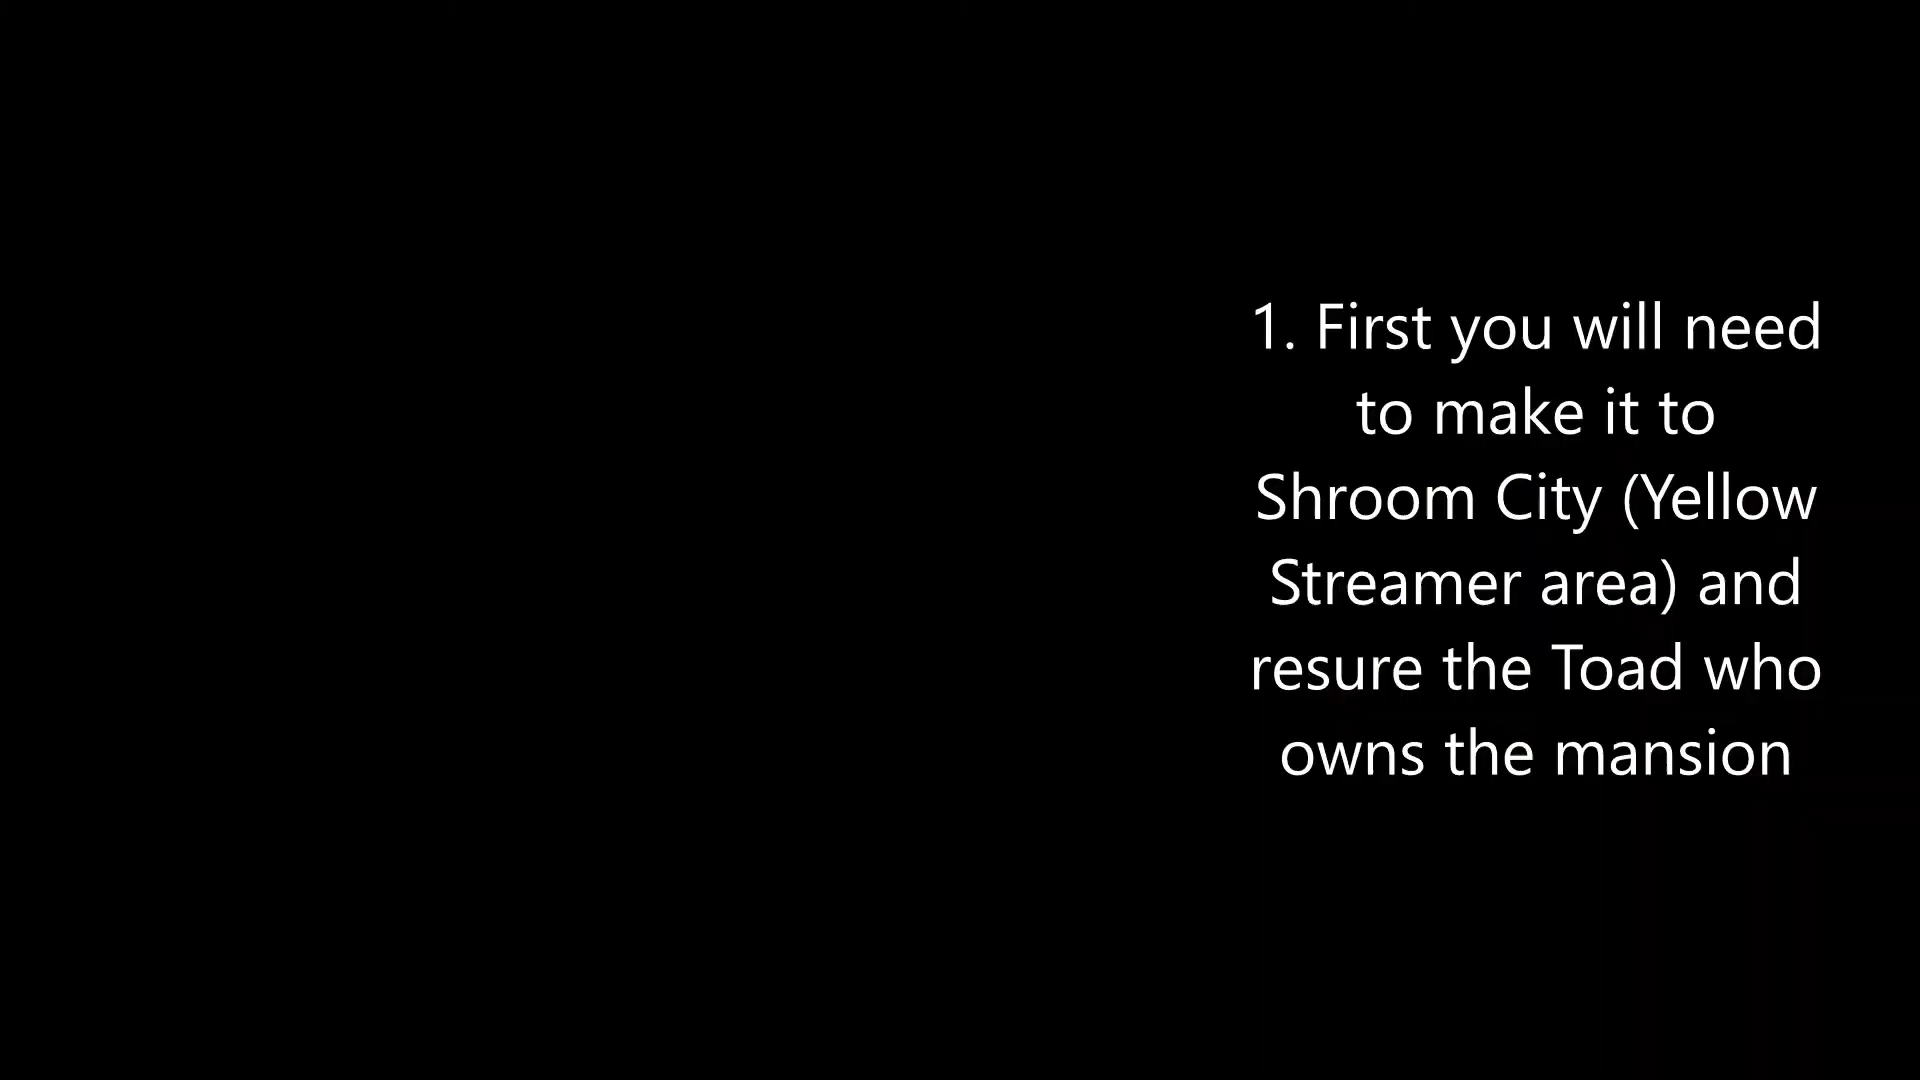 1. First you will need
to make it to
Shroom City (Yellow
Streamer area) and
resure the Toad who
owns the mansion